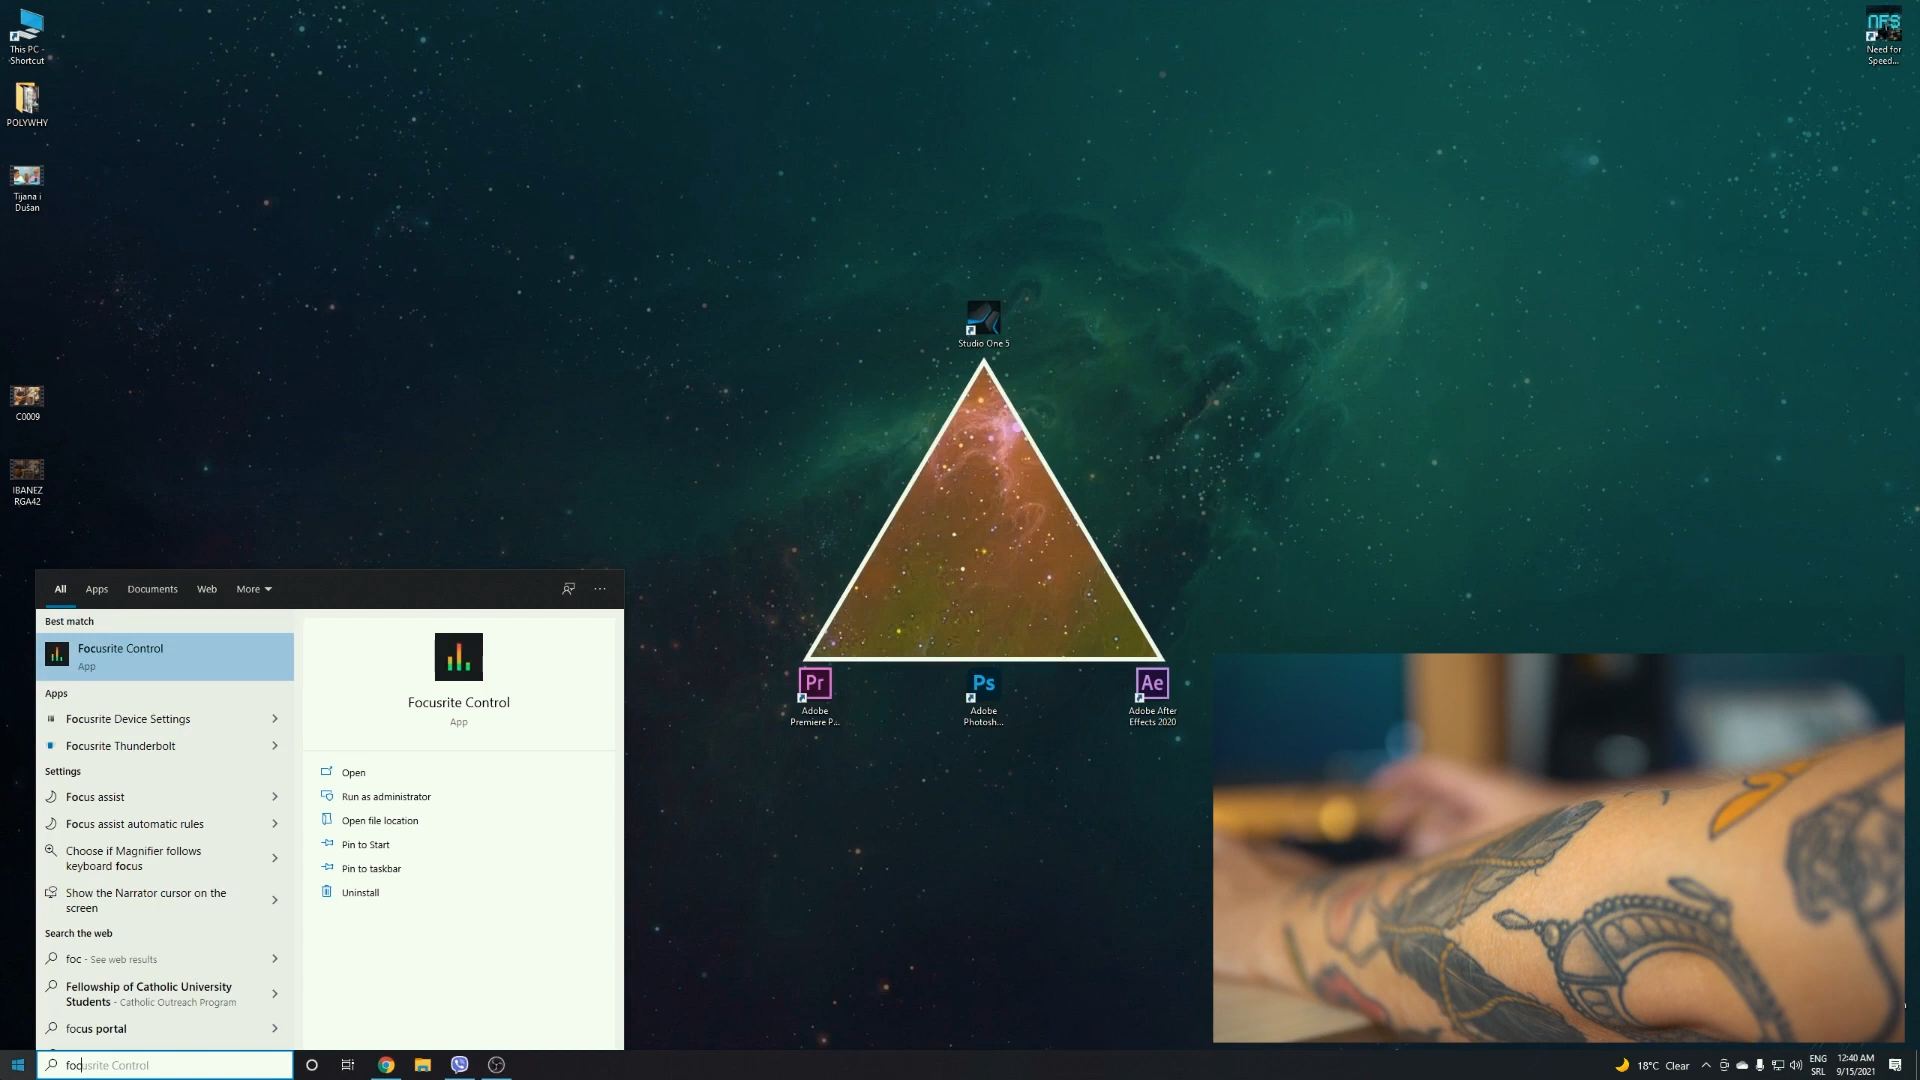 This PC -
Shortcut
POLYWHY
Tijana i
Dušan
C0009
IBANEZ
RGA42
NFS
Need for
Speed...
Studio One 5
Pr
Adobe
Premiere P...
Ps
Adobe
Photosh...
Ae
Adobe After
Effects 2020
All
Apps
Documents
Web
More
Best match
Focusrite Control
App
Apps
Focusrite Device Settings
Focusrite Thunderbolt
Settings
Focus assist
Focus assist automatic rules
Choose if Magnifier follows
keyboard focus
Show the Narrator cursor on the
screen
Search the web
foc - See web results
Fellowship of Catholic University
Students - Catholic Outreach Program
focus portal
Focusrite Control
App
Open
Run as administrator
Open file location
Pin to Start
Pin to taskbar
Uninstall
focusrite Control
18°C Clear
ENG
SRL
12:40 AM
9/15/2021